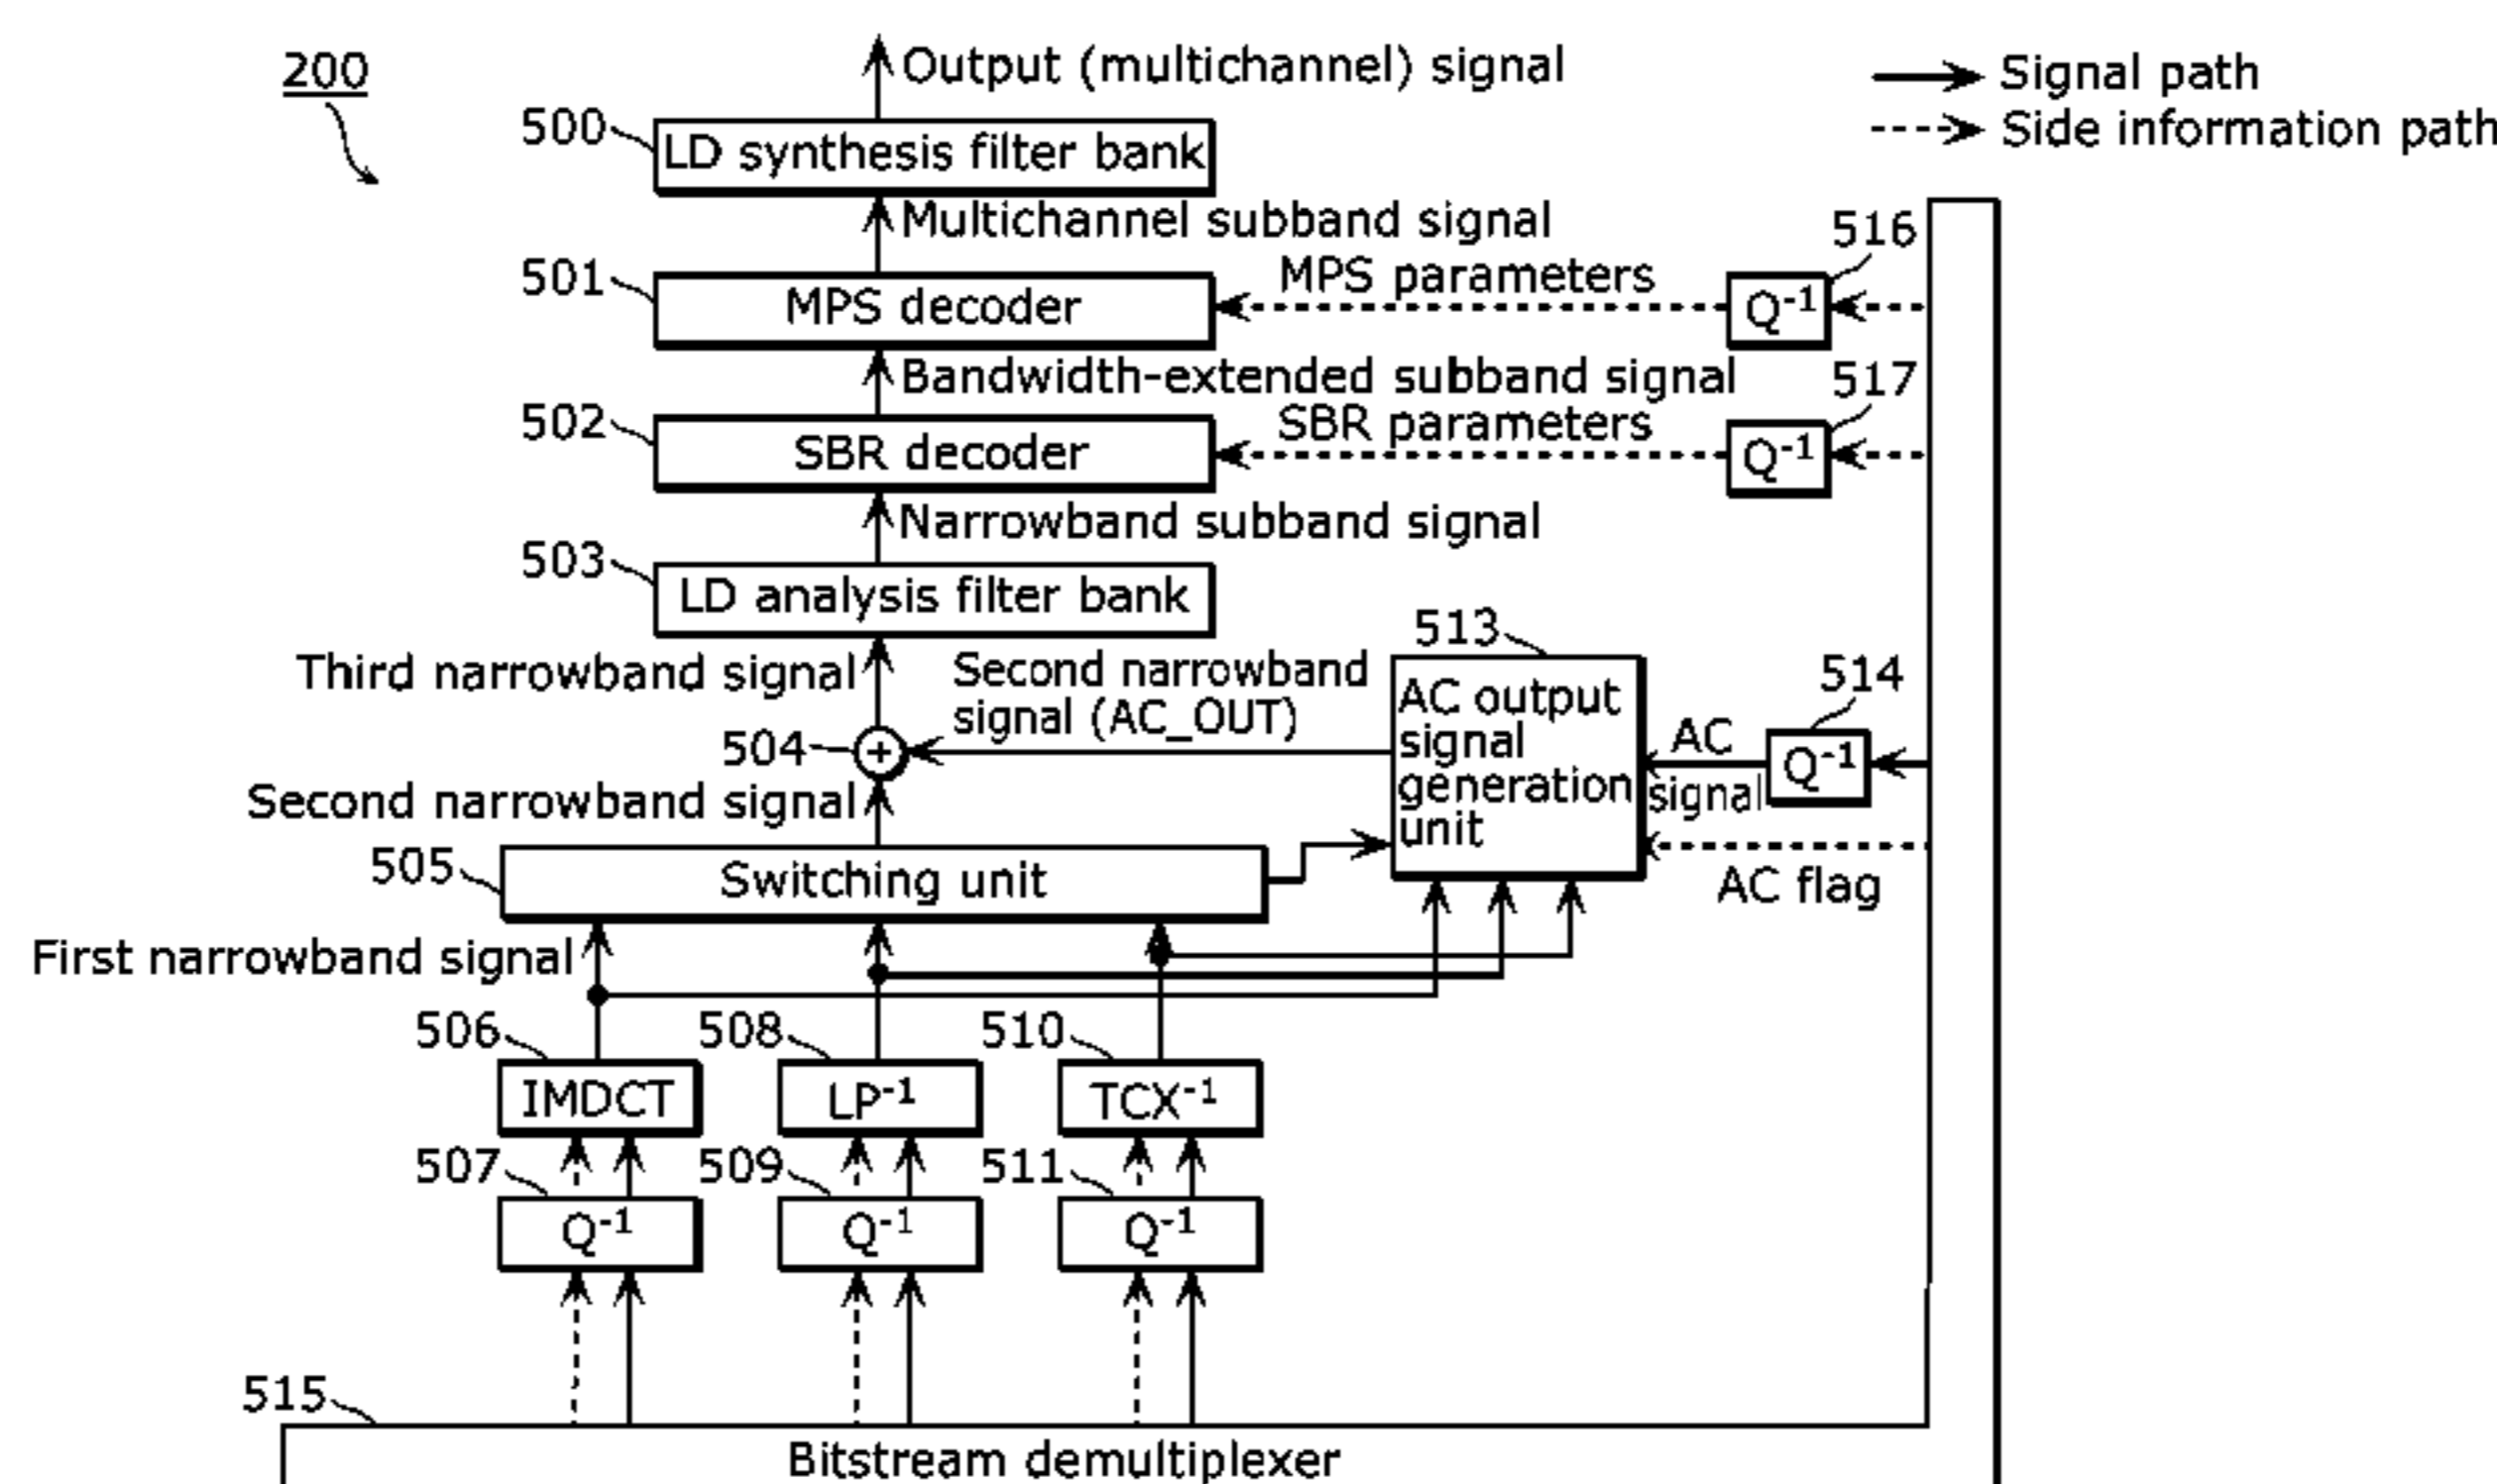 200
Output (multichannel) signal
Signal path
Side information path
500
LD synthesis filter bank
Multichannel subband signal
516
501
MPS decoder
MPS parameters
Q-1
Bandwidth-extended subband signal
517
502
SBR decoder
SBR parameters
Q-1
Narrowband subband signal
503
LD analysis filter bank
513
Third narrowband signal
Second narrowband
signal (AC_OUT)
AC output
signal
generation
unit
514
AC
signal
Q-1
504
+
Second narrowband signal
AC flag
505
Switching unit
First narrowband signal
506
508
510
IMDCT
LP-1
TCX-1
507
509
511
Q-1
Q-1
Q-1
515
Bitstream demultiplexer